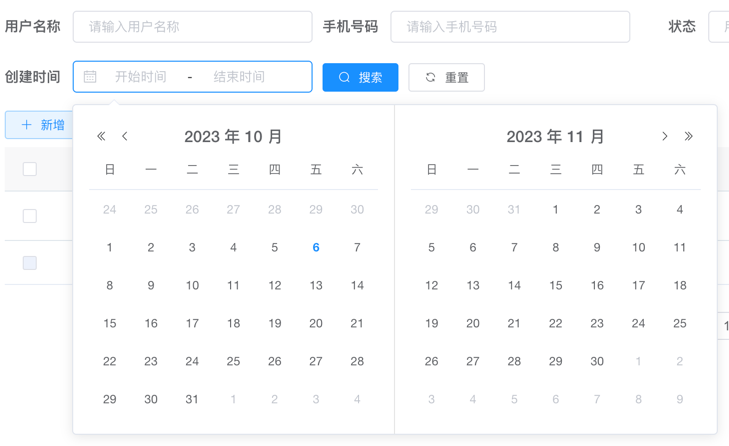 用户名称 请输入用户名称 手机号码 请输入手机号码 状态
创建时间 开始时间 - 结束时间 搜索 重置
+ 新增
2023 年 10 月
日 一 二 三 四 五 六
24 25 26 27 28 29 30
1 2 3 4 5 6 7
8 9 10 11 12 13 14
15 16 17 18 19 20 21
22 23 24 25 26 27 28
29 30 31 1 2 3 4
2023 年 11 月
日 一 二 三 四 五 六
29 30 31 1 2 3 4
5 6 7 8 9 10 11
12 13 14 15 16 17 18
19 20 21 22 23 24 25
26 27 28 29 30 1 2
3 4 5 6 7 8 9